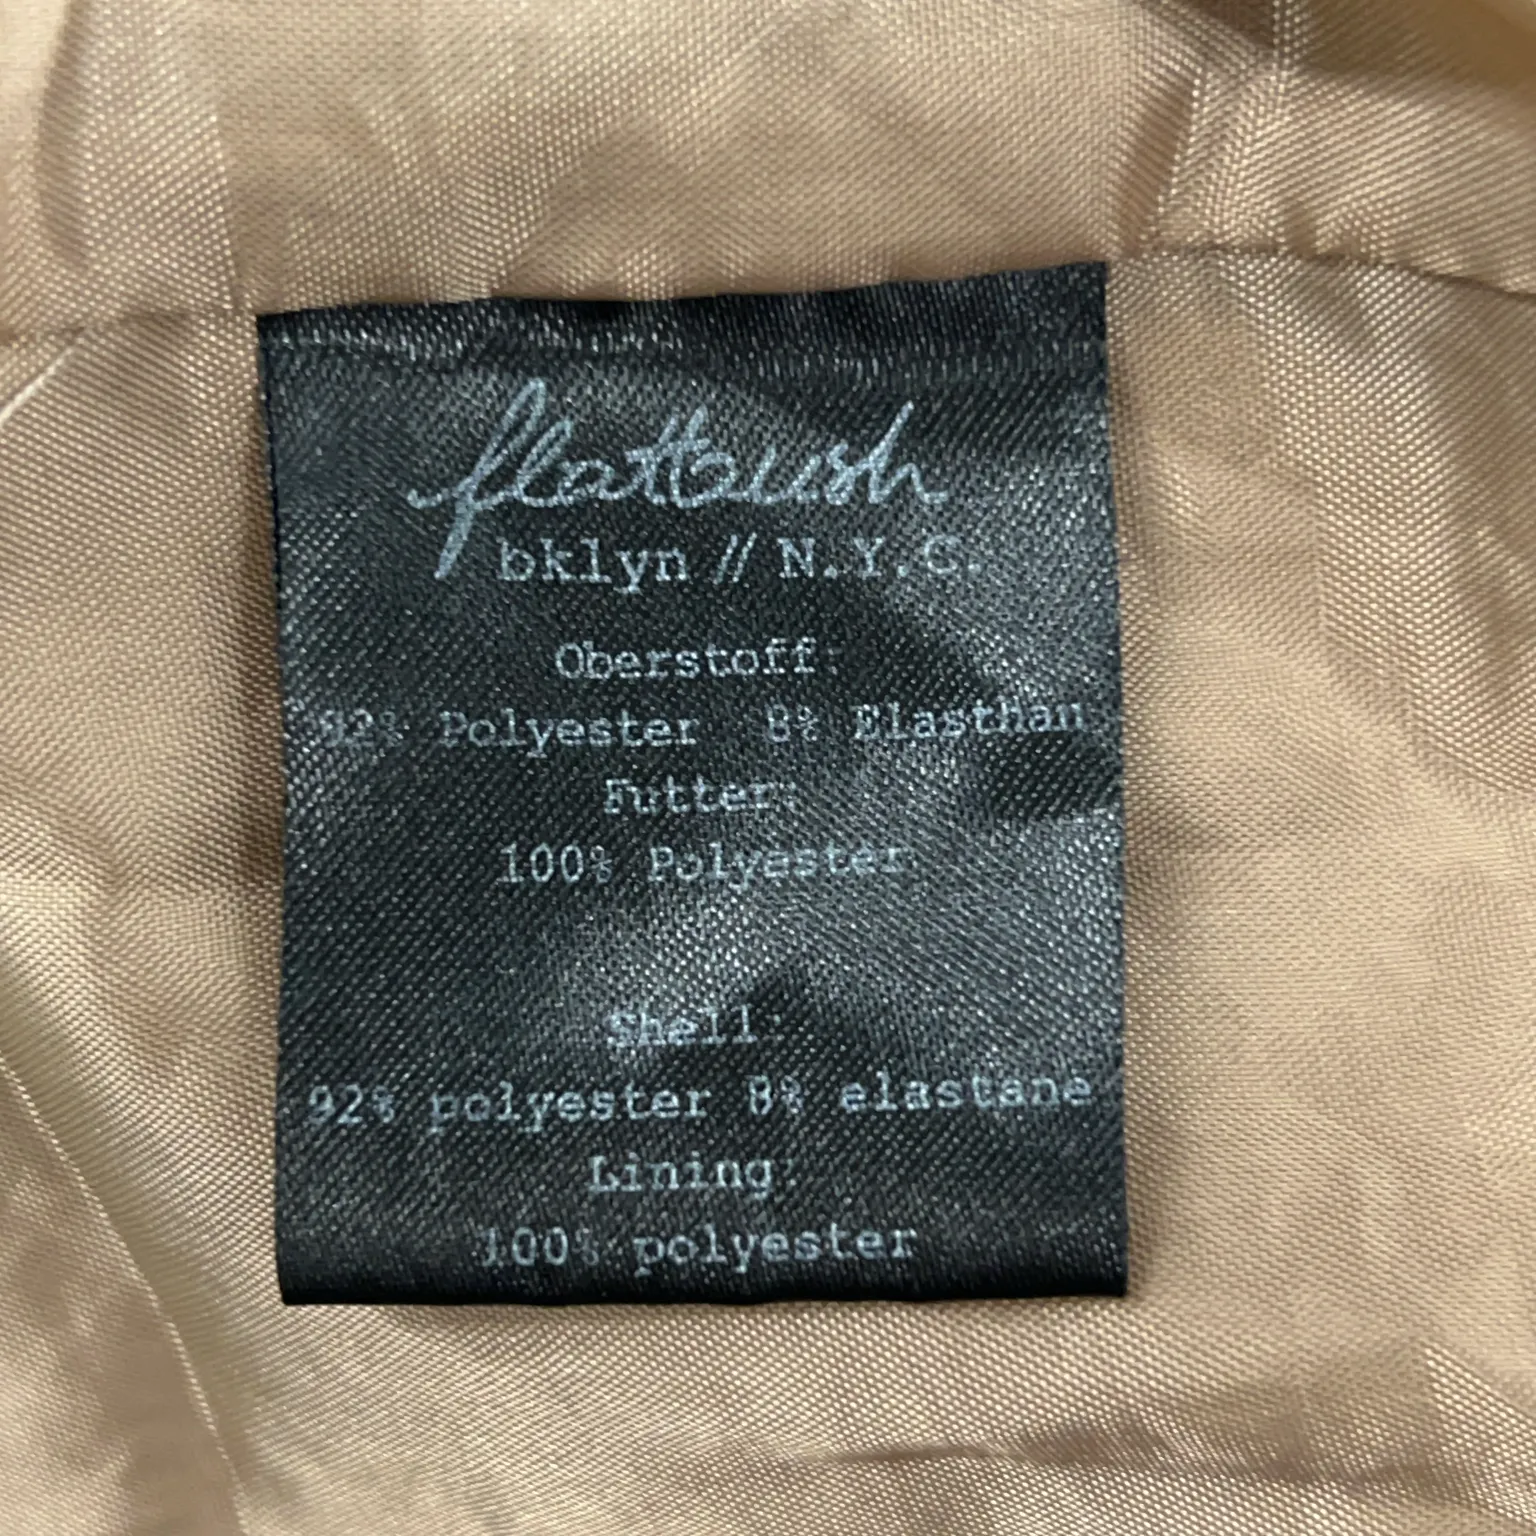 flatbush
bklyn // N.Y.C.
Oberstoff:
92% Polyester 8% Elasthan
Futter:
100% Polyester
Shell:
92% polyester 8% elastane
Lining:
100% polyester